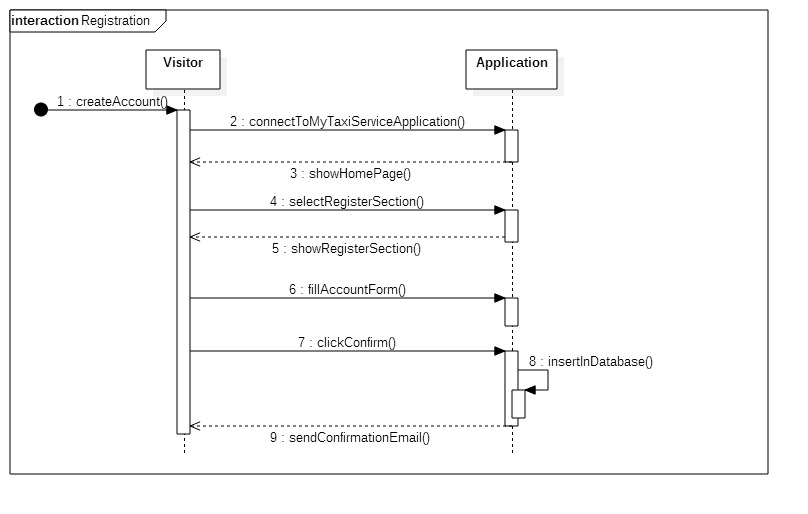 interaction Registration
Visitor
Application
1 : createAccount()
2 : connectToMyTaxiServiceApplication()
3 : showHomePage()
4 : selectRegisterSection()
5 : showRegisterSection()
6 : fillAccountForm()
7 : clickConfirm()
8 : insertInDatabase()
9 : sendConfirmationEmail()